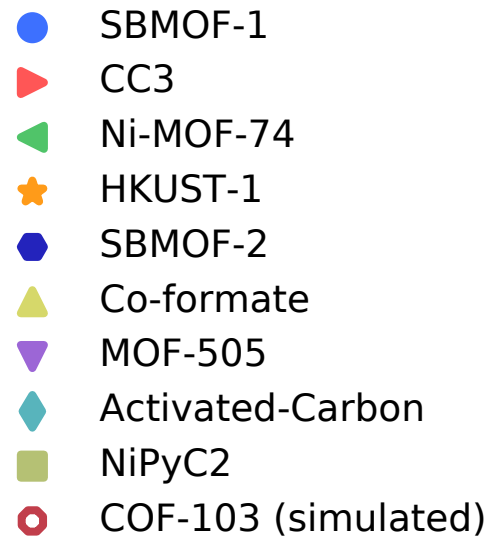 SBMOF-1
CC3
Ni-MOF-74
HKUST-1
SBMOF-2
Co-formate
MOF-505
Activated-Carbon
NiPyC2
COF-103 (simulated)